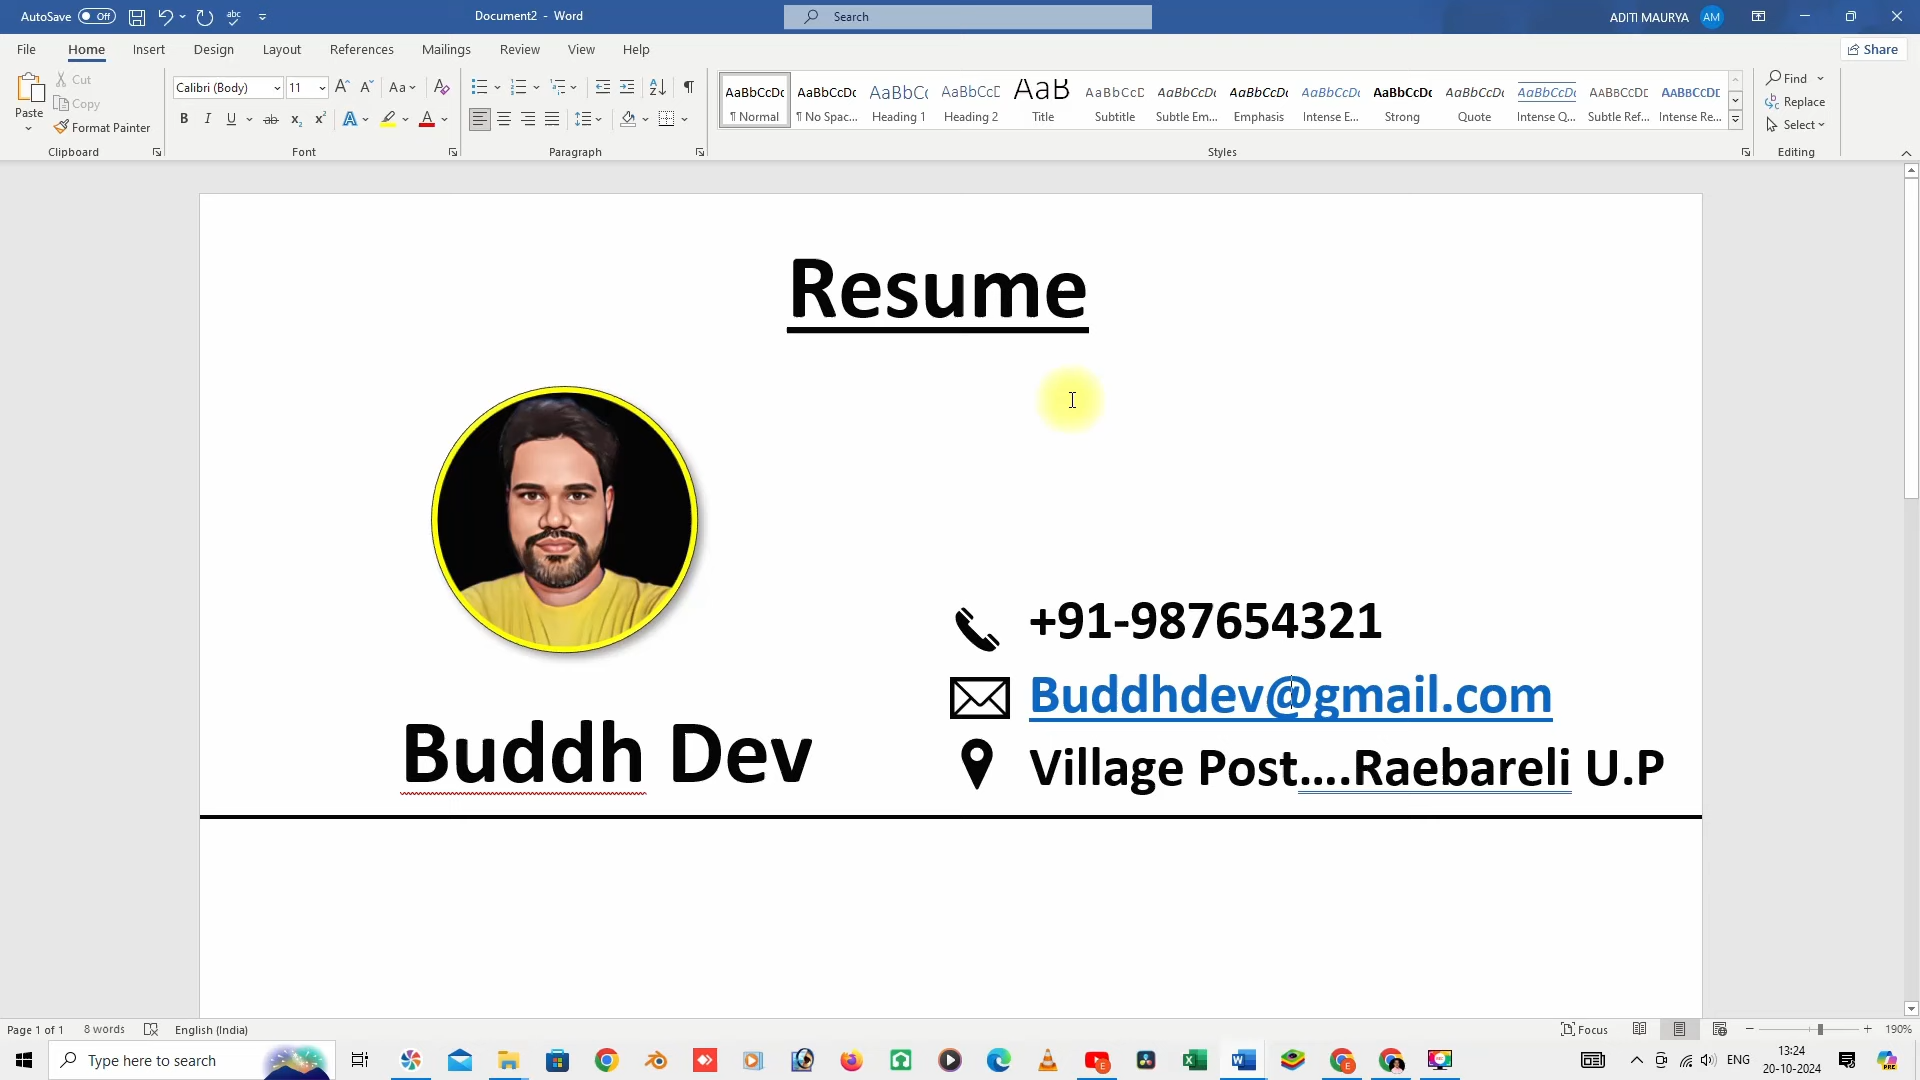 AutoSave Off
Document2 - Word
Search
ADITI MAURYA AM
File Home Insert Design Layout References Mailings Review View Help
Share
Paste
Cut
Copy
Format Painter
Clipboard
Calibri (Body) 11
Font
Paragraph
AaBbCcDc AaBbCcDc AaBbCc AaBbCcD AaB AaBbCcD AaBbCcDc AaBbCcDc AaBbCcDc AaBbCcDc AaBbCcDc AaBbCcDc AABBCCDE AABBCCDE
¶ Normal ¶ No Spac... Heading 1 Heading 2 Title Subtitle Subtle Em... Emphasis Intense E... Strong Quote Intense Q... Subtle Ref... Intense Re...
Styles
Find
Replace
Select
Editing
Resume
+91-987654321
Buddhdev@gmail.com
Buddh Dev
Village Post....Raebareli U.P
Page 1 of 1 8 words English (India)
Focus
190%
Type here to search
ENG
13:24
20-10-2024